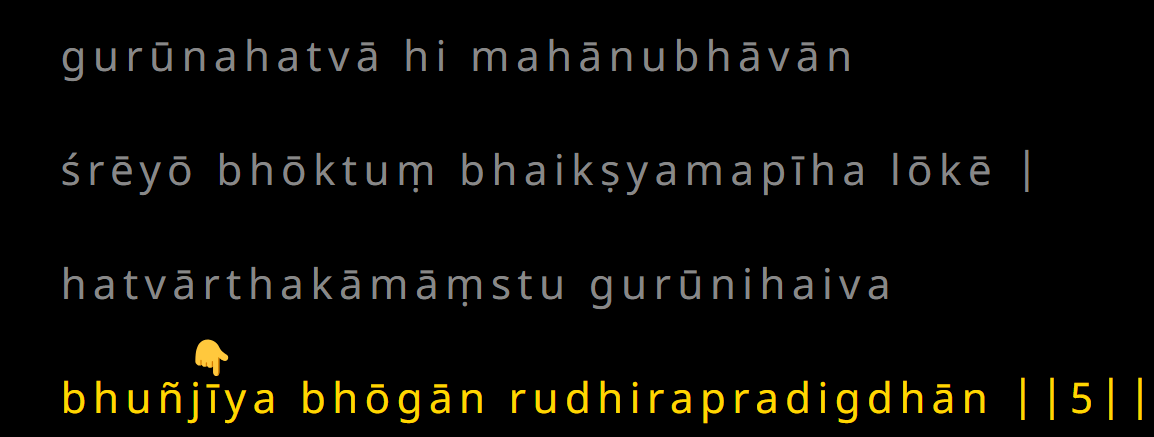 gurūnahatvā hi mahānubhāvān
śrēyō bhōktuṃ bhaikṣyamapīha lōkē |
hatvārthakāmāṃstu gurūnihaiva
bhuñjīya bhōgān rudhirapradigdhān ||5||